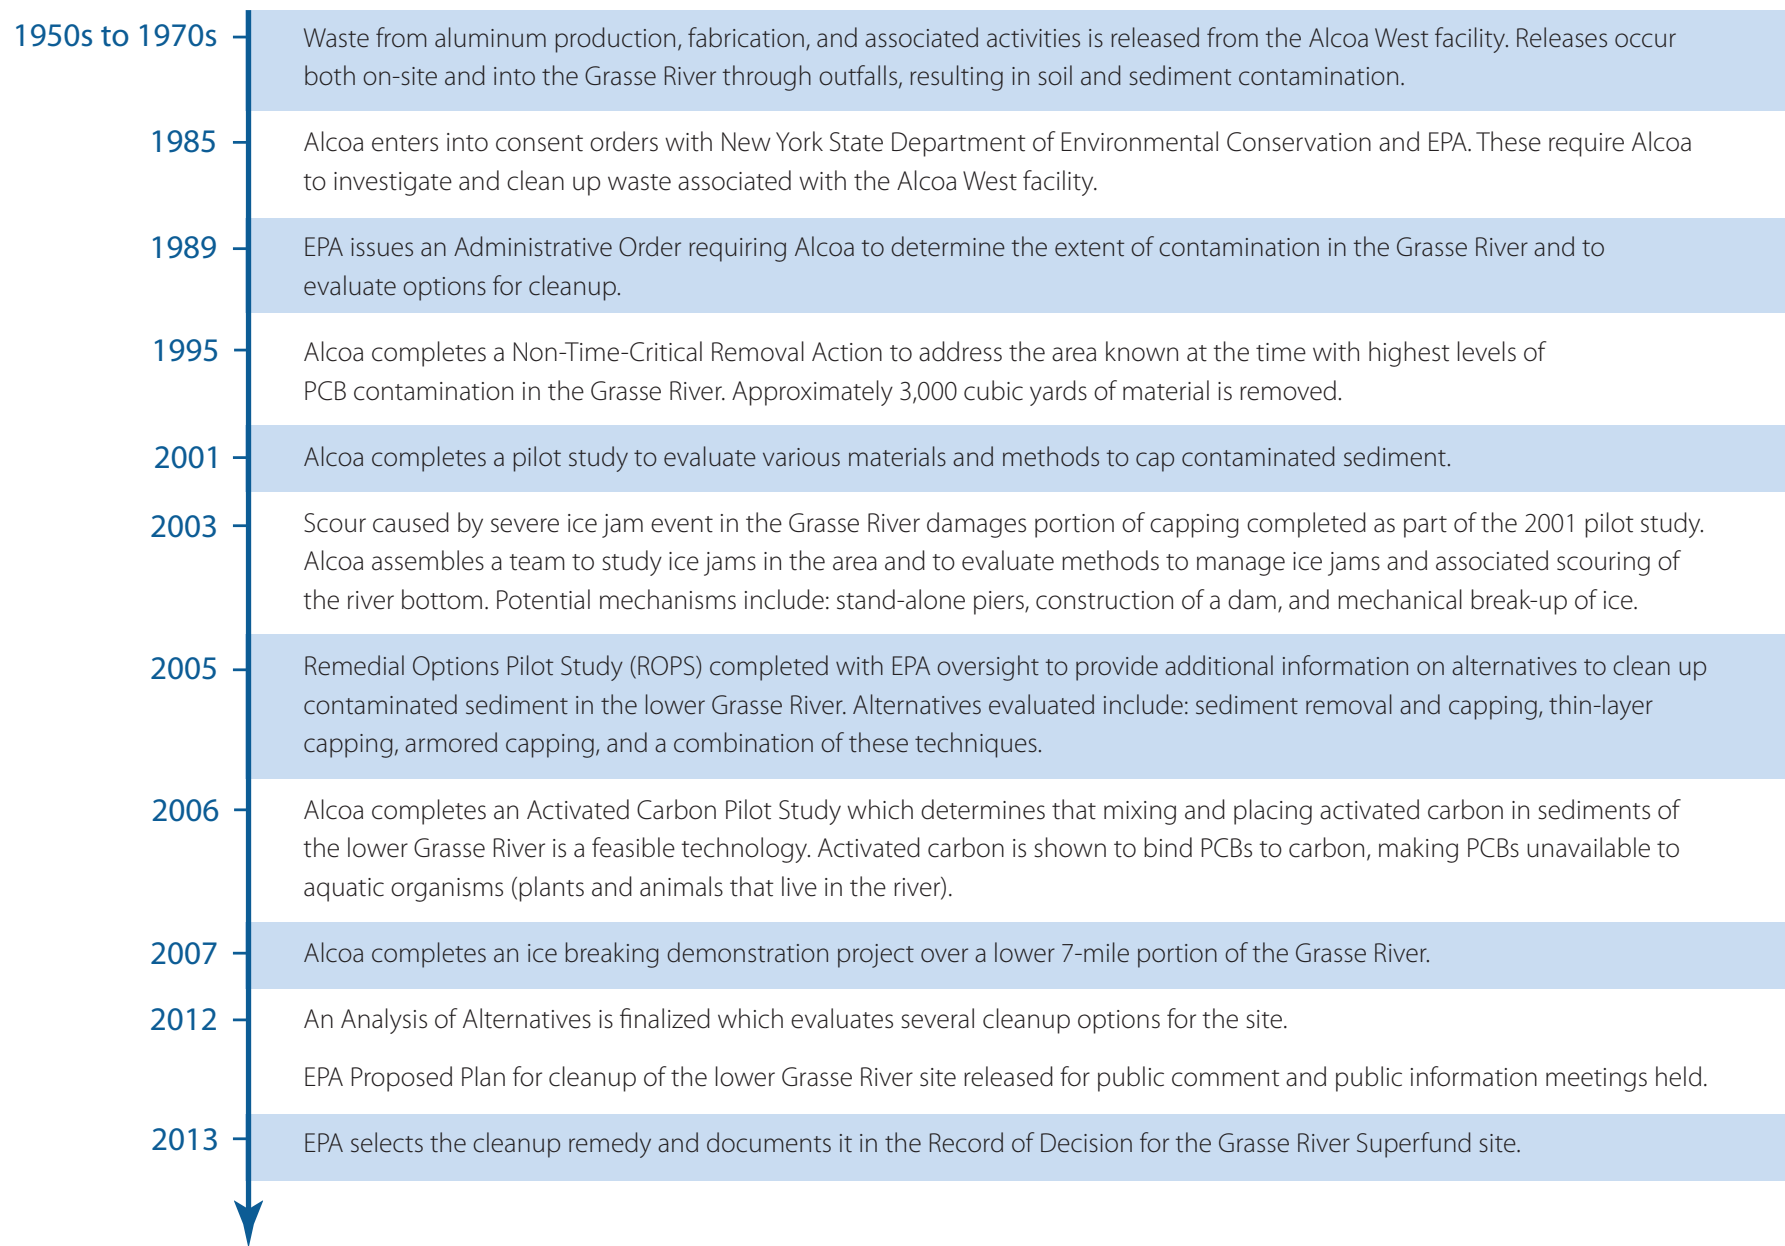 1950s to 1970s
Waste from aluminum production, fabrication, and associated activities is released from the Alcoa West facility. Releases occur
both on-site and into the Grasse River through outfalls, resulting in soil and sediment contamination.
1985
Alcoa enters into consent orders with New York State Department of Environmental Conservation and EPA. These require Alcoa
to investigate and clean up waste associated with the Alcoa West facility.
1989
EPA issues an Administrative Order requiring Alcoa to determine the extent of contamination in the Grasse River and to
evaluate options for cleanup.
1995
Alcoa completes a Non-Time-Critical Removal Action to address the area known at the time with highest levels of
PCB contamination in the Grasse River. Approximately 3,000 cubic yards of material is removed.
2001
Alcoa completes a pilot study to evaluate various materials and methods to cap contaminated sediment.
2003
Scour caused by severe ice jam event in the Grasse River damages portion of capping completed as part of the 2001 pilot study.
Alcoa assembles a team to study ice jams in the area and to evaluate methods to manage ice jams and associated scouring of
the river bottom. Potential mechanisms include: stand-alone piers, construction of a dam, and mechanical break-up of ice.
2005
Remedial Options Pilot Study (ROPS) completed with EPA oversight to provide additional information on alternatives to clean up
contaminated sediment in the lower Grasse River. Alternatives evaluated include: sediment removal and capping, thin-layer
capping, armored capping, and a combination of these techniques.
2006
Alcoa completes an Activated Carbon Pilot Study which determines that mixing and placing activated carbon in sediments of
the lower Grasse River is a feasible technology. Activated carbon is shown to bind PCBs to carbon, making PCBs unavailable to
aquatic organisms (plants and animals that live in the river).
2007
Alcoa completes an ice breaking demonstration project over a lower 7-mile portion of the Grasse River.
2012
An Analysis of Alternatives is finalized which evaluates several cleanup options for the site.
EPA Proposed Plan for cleanup of the lower Grasse River site released for public comment and public information meetings held.
2013
EPA selects the cleanup remedy and documents it in the Record of Decision for the Grasse River Superfund site.